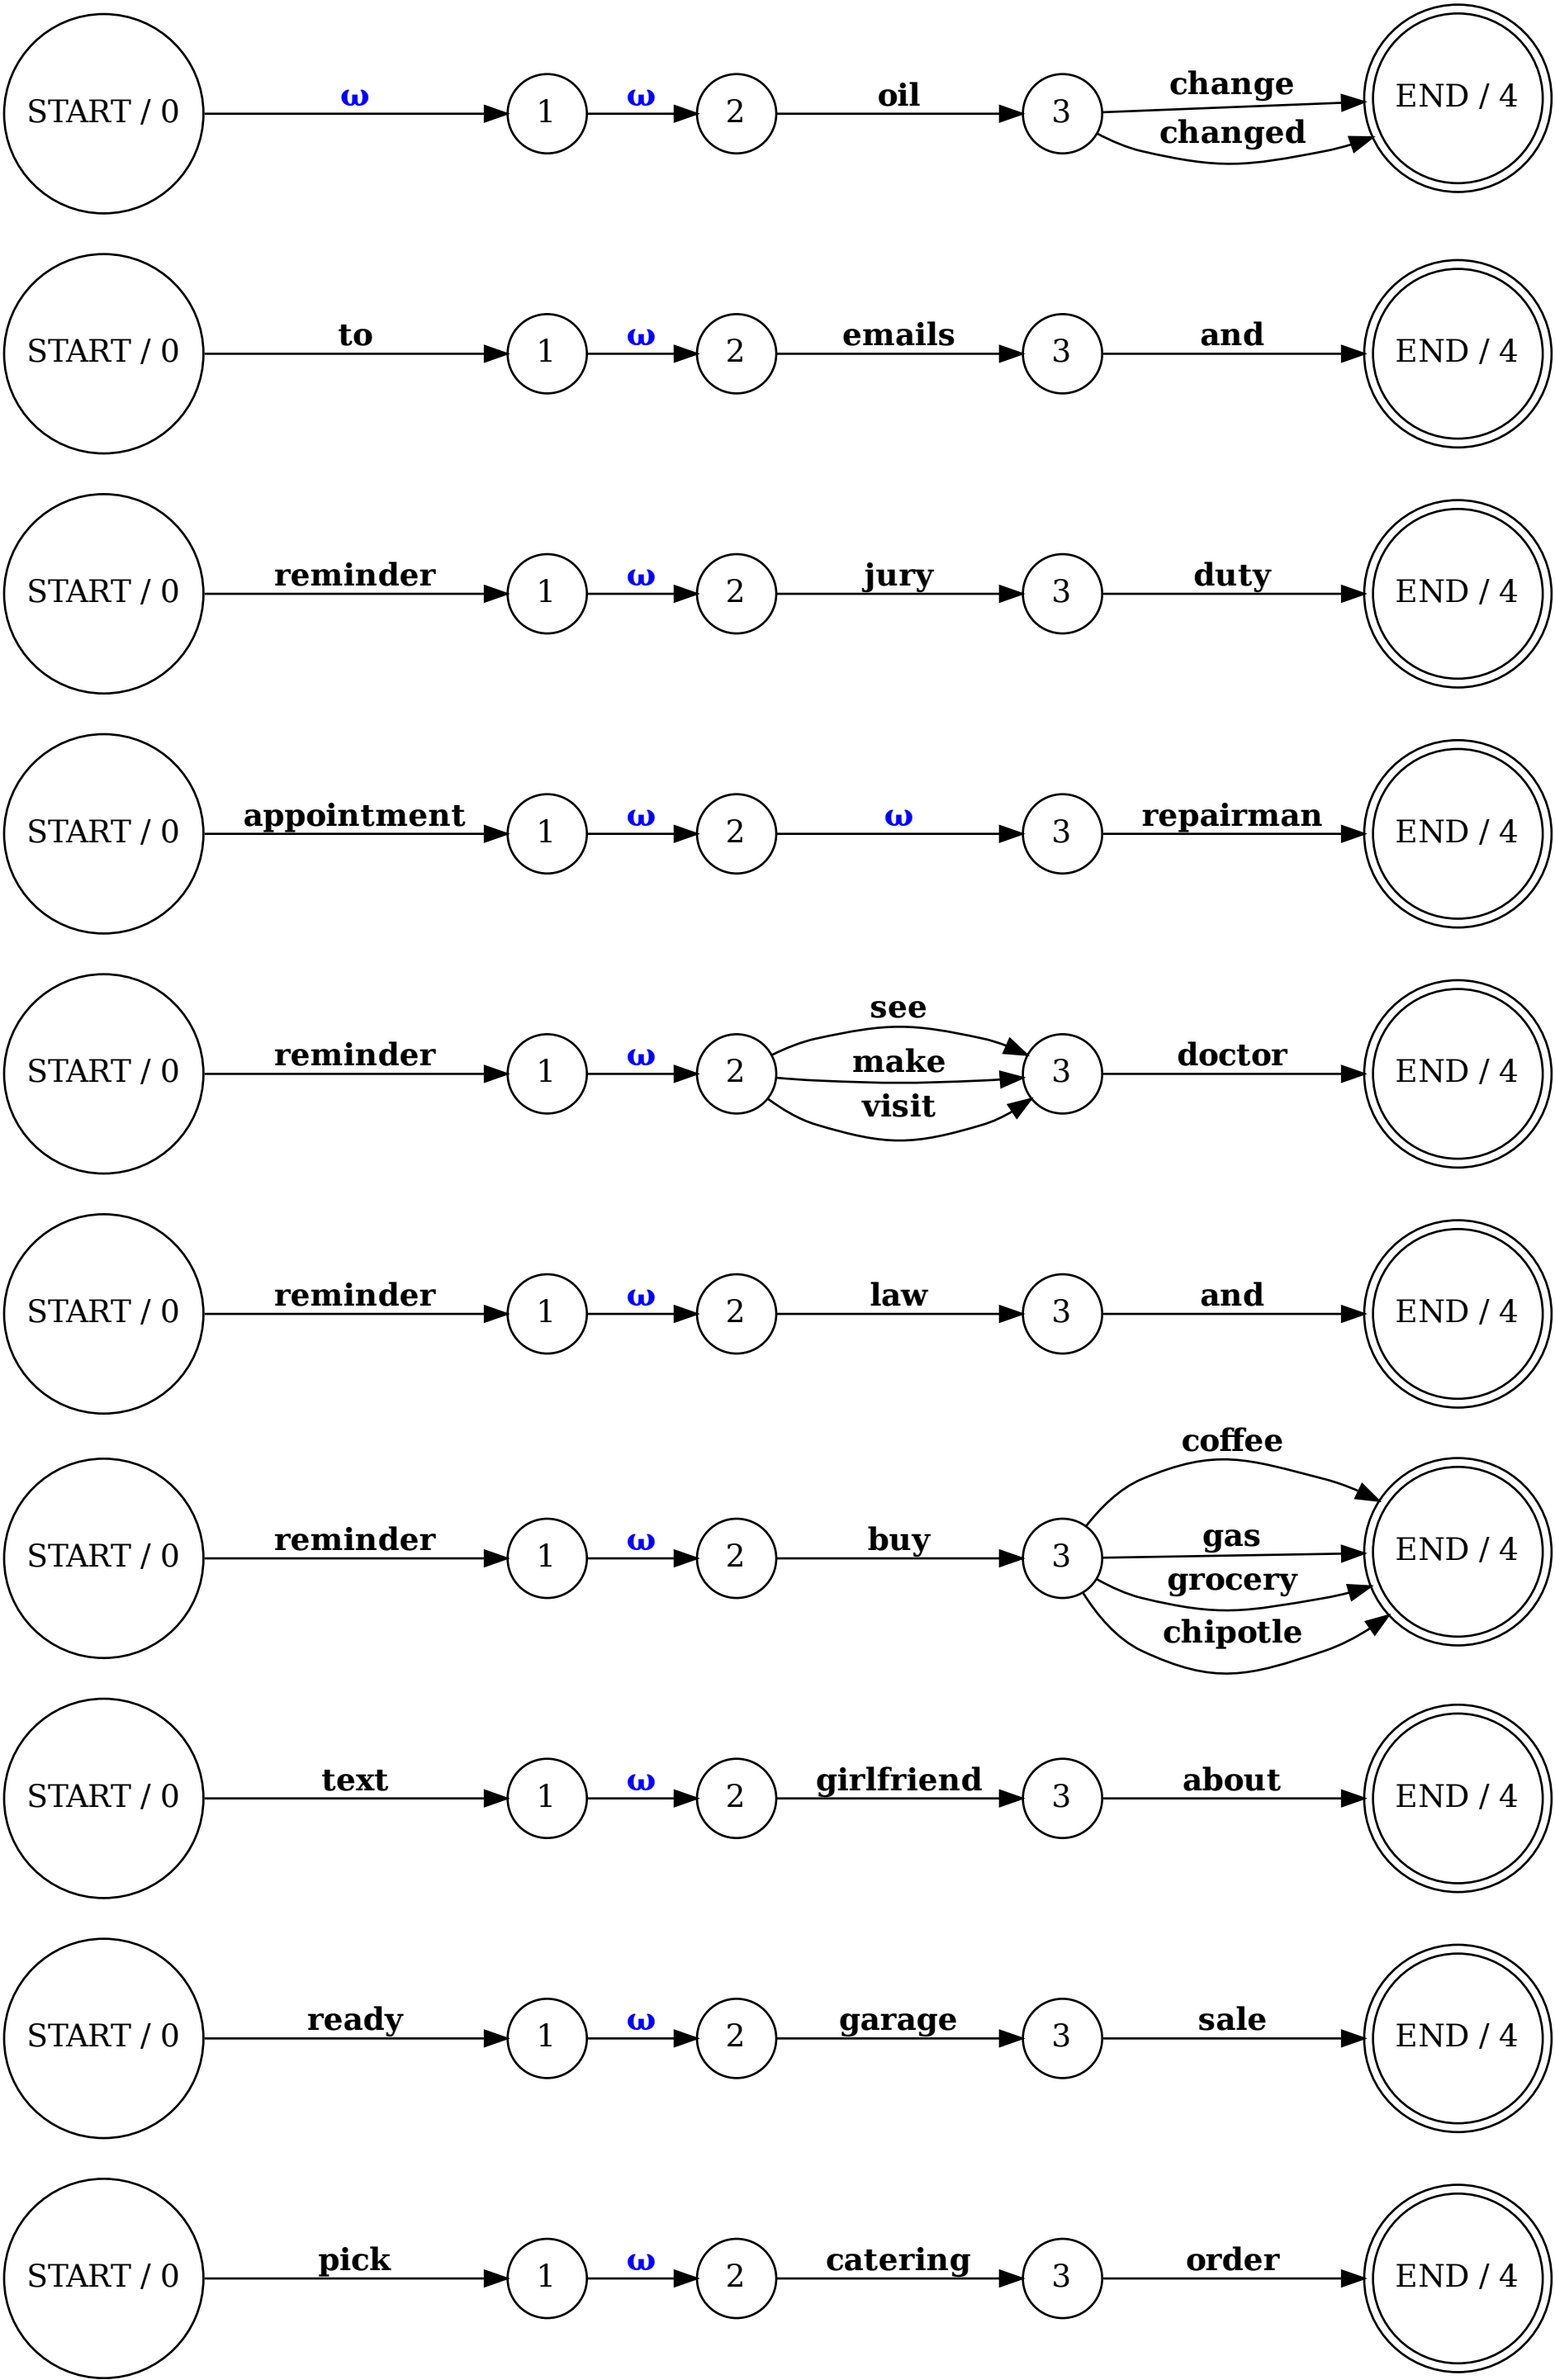 START / 0 ω 1 ω 2 oil 3 change changed END / 4
START / 0 to 1 ω 2 emails 3 and END / 4
START / 0 reminder 1 ω 2 jury 3 duty END / 4
START / 0 appointment 1 ω 2 ω 3 repairman END / 4
START / 0 reminder 1 ω 2 see make visit 3 doctor END / 4
START / 0 reminder 1 ω 2 law 3 and END / 4
START / 0 reminder 1 ω 2 buy 3 coffee gas grocery chipotle END / 4
START / 0 text 1 ω 2 girlfriend 3 about END / 4
START / 0 ready 1 ω 2 garage 3 sale END / 4
START / 0 pick 1 ω 2 catering 3 order END / 4